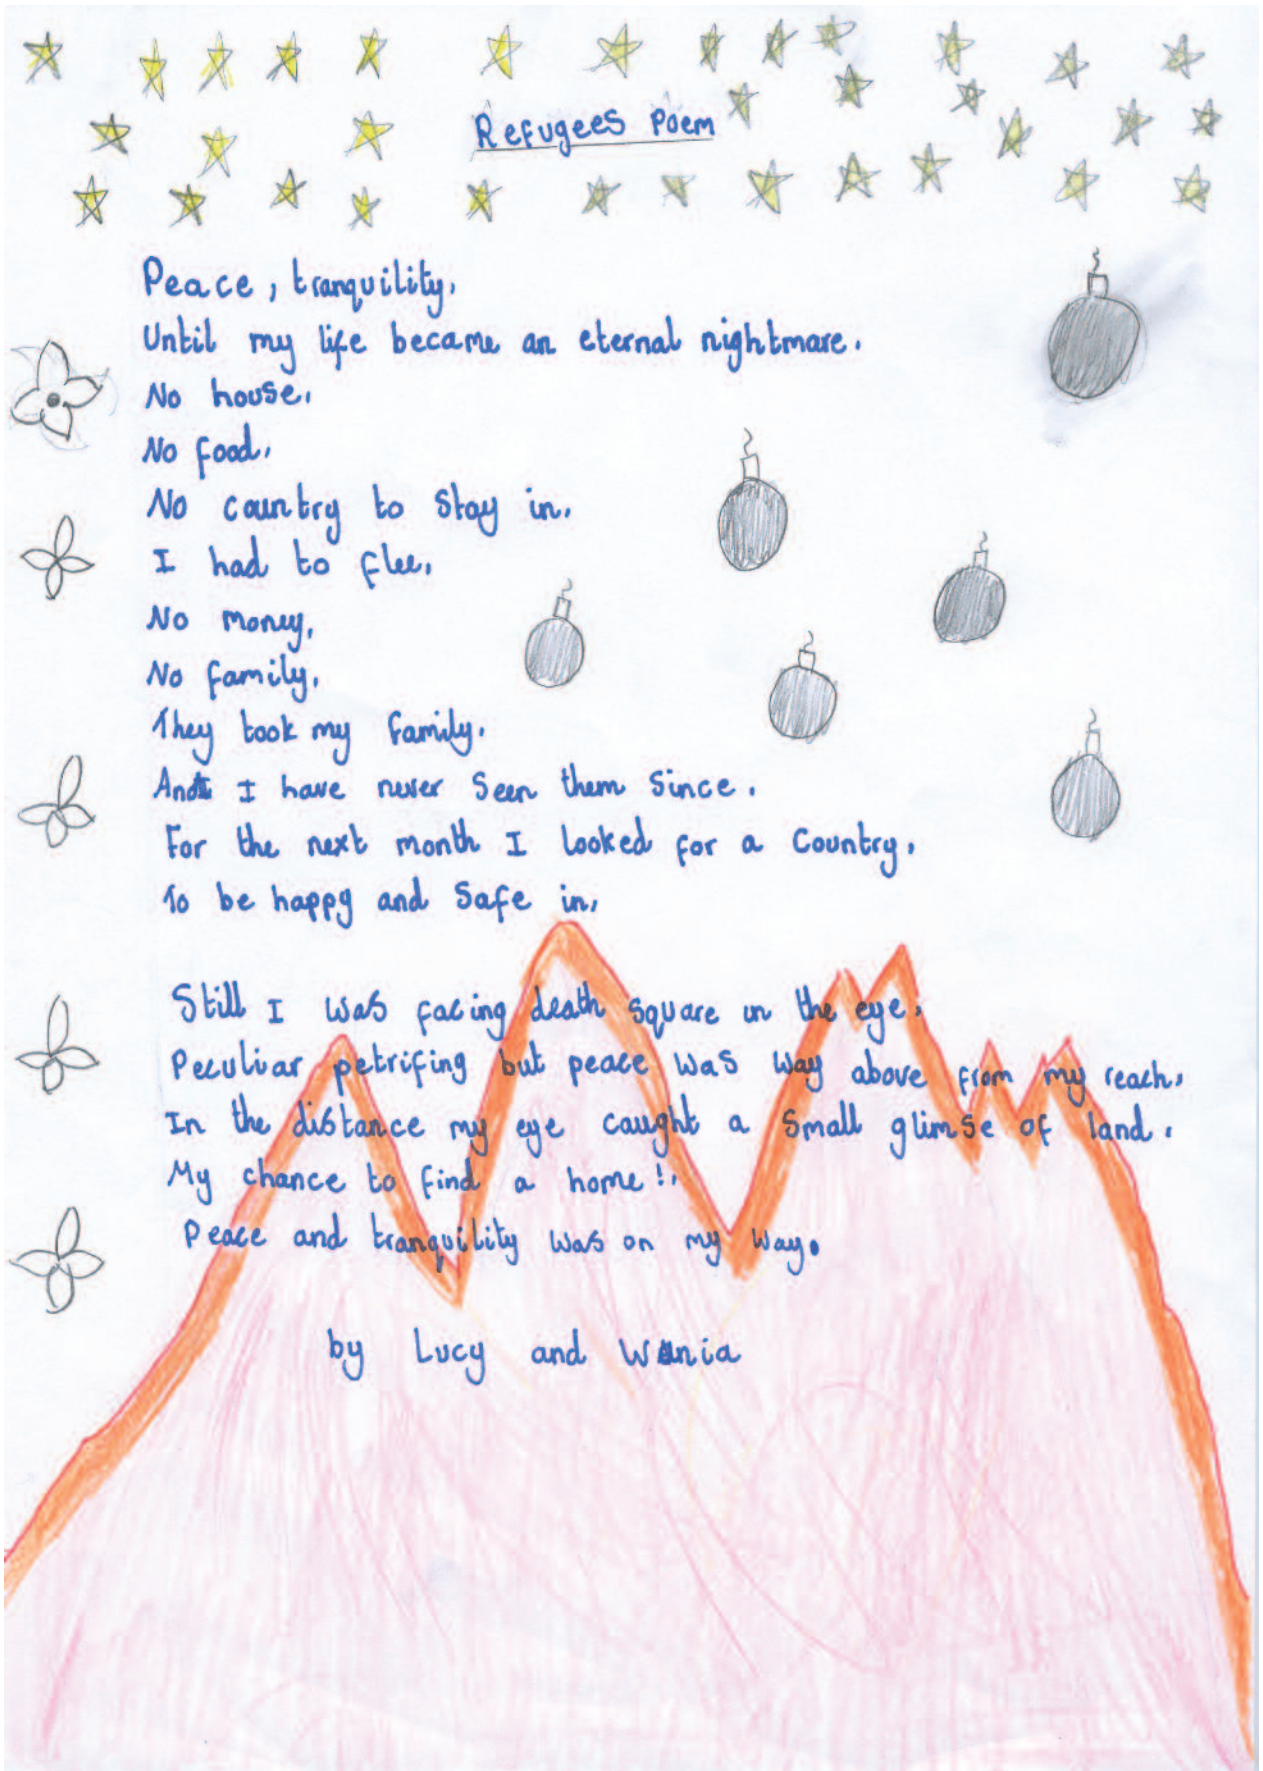 Refugees Poem
Peace, tranquility,
Until my life became an eternal nightmare.
No house,
No food,
No country to stay in,
I had to flee,
No money,
No family,
They took my family,
And I have never seen them since.
For the next month I looked for a country,
To be happy and safe in,
Still I was facing death square in the eye,
Peculiar petrifing but peace was way above from my reach,
In the distance my eye caught a small glimse of land.
My chance to find a home!,
Peace and tranquility was on my way.
by Lucy and Wania